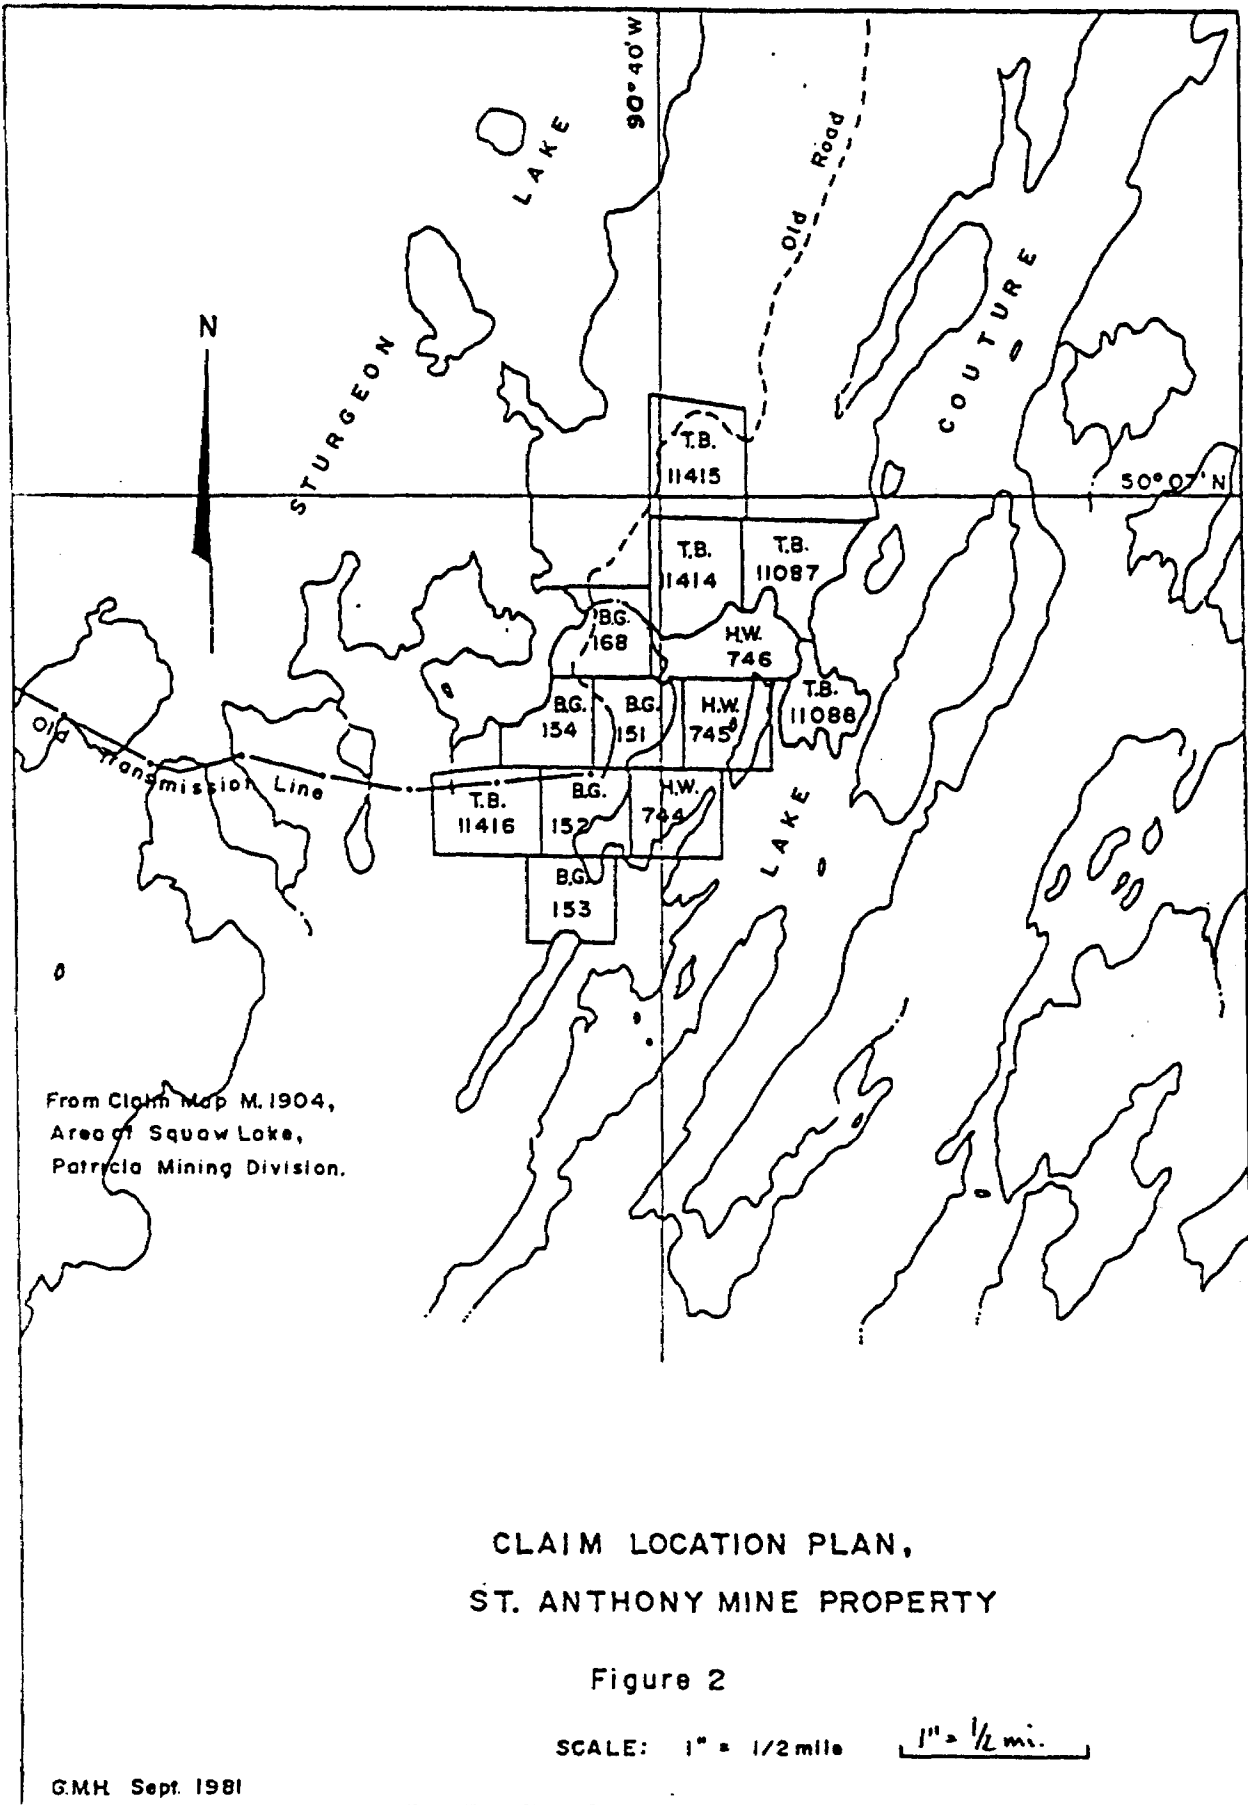 90° 40' W
LAKE
Old Road
COUTURE
N
STURGEON
T.B.
11415
50° 07' N
T.B.
11414
T.B.
11087
B.G.
168
H.W.
746
B.G.
154
B.G.
151
H.W.
745
T.B.
11088
Old Transmission Line
T.B.
11416
B.G.
152
H.W.
744
LAKE
B.G.
153
From Claim Map M.1904,
Area of Squaw Lake,
Patricia Mining Division.
CLAIM LOCATION PLAN,
ST. ANTHONY MINE PROPERTY
Figure 2
SCALE: 1" = 1/2 mile
1" = 1/2 mi.
G.M.H. Sept. 1981